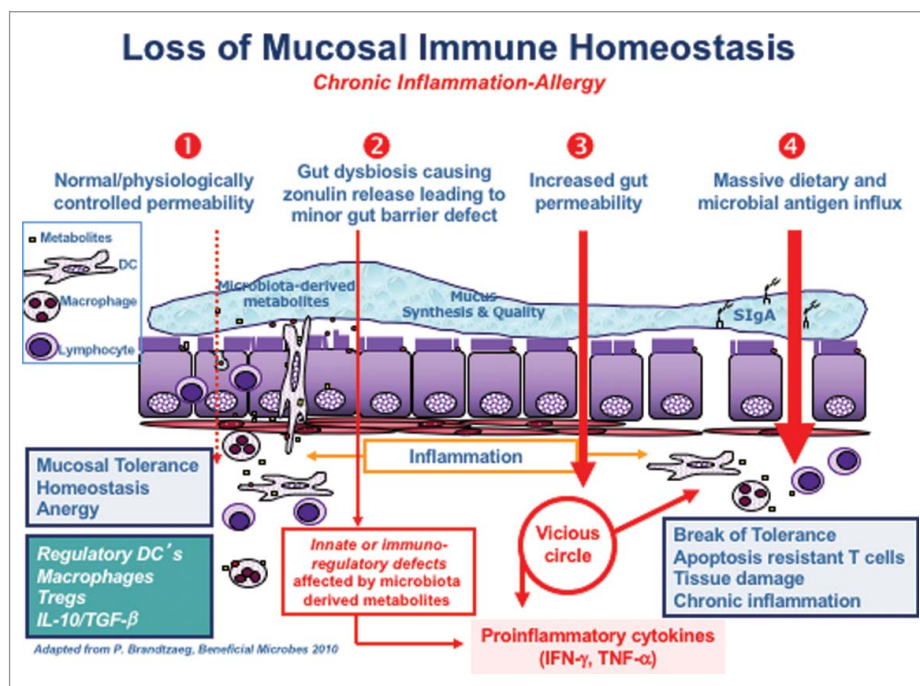 Loss of Mucosal Immune Homeostasis
Chronic Inflammation-Allergy
1
Normal/physiologically
controlled permeability
2
Gut dysbiosis causing
zonulin release leading to
minor gut barrier defect
3
Increased gut
permeability
4
Massive dietary and
microbial antigen influx
Metabolites
DC
Macrophage
Lymphocyte
Microbiota-derived
metabolites
Mucus
Synthesis & Quality
SIgA
Inflammation
Mucosal Tolerance
Homeostasis
Anergy
Regulatory DC´s
Macrophages
Tregs
IL-10/TGF-β
Innate or immuno-
regulatory defects
affected by microbiota
derived metabolites
Vicious
circle
Proinflammatory cytokines
(IFN-γ, TNF-α)
Break of Tolerance
Apoptosis resistant T cells
Tissue damage
Chronic inflammation
Adapted from P. Brandtzaeg, Beneficial Microbes 2010